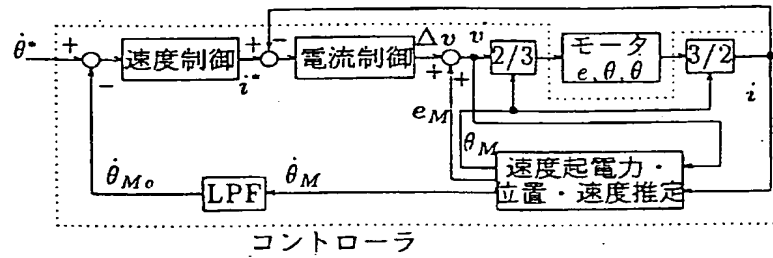 θ̇* + − 速度制御 i* + − 電流制御 Δv + + v 2/3 モータ 3/2
e, θ, θ̇
i
e_M
θ_M
速度起電力・
位置・速度推定
θ̇_Mo LPF θ̇_M
コントローラ